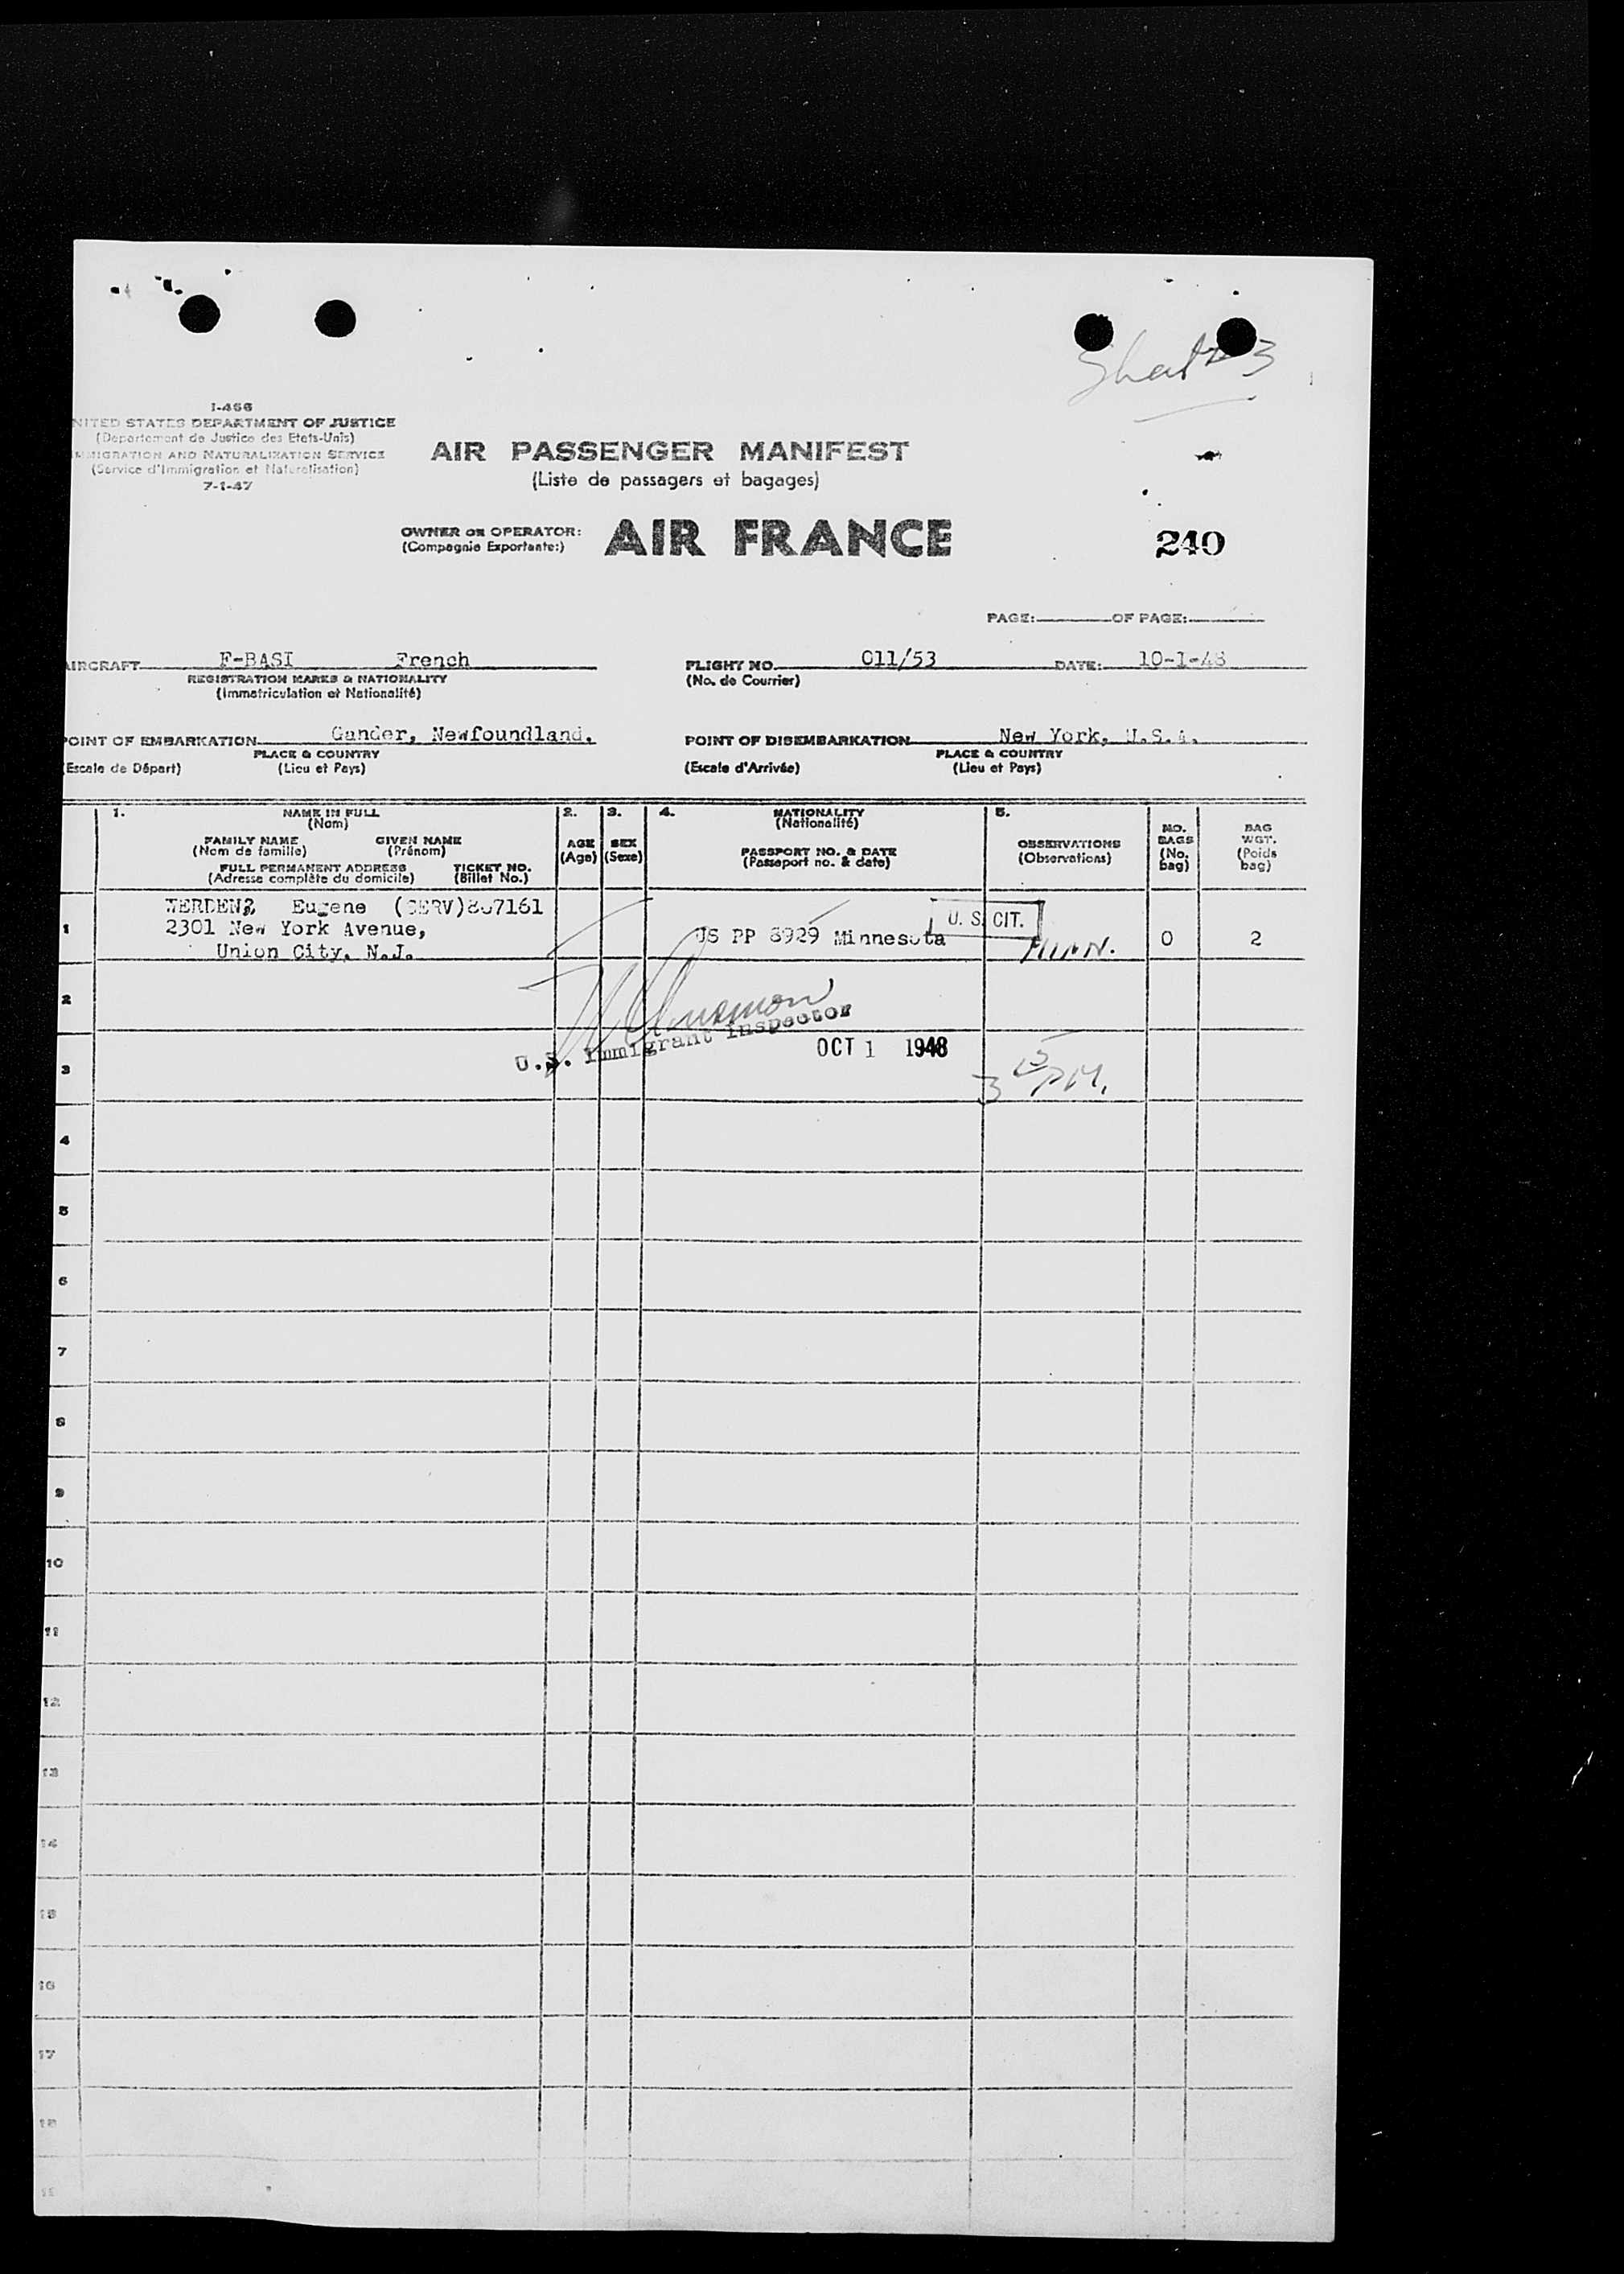 I-466
NITED STATES DEPARTMENT OF JUSTICE
(Departement de Justice des Etats-Unis)
MMIGRATION AND NATURALIZATION SERVICE
(Service d'Immigration et Naturalisation)
7-1-47
AIR PASSENGER MANIFEST
(Liste de passagers et bagages)
OWNER OR OPERATOR: AIR FRANCE
(Compagnie Exportante:)
240
PAGE: OF PAGE:
AIRCRAFT F-BASI French
REGISTRATION MARKS & NATIONALITY
(Immatriculation et Nationalité)
FLIGHT NO. 011/53 DATE: 10-1-48
(No. de Courrier)
POINT OF EMBARKATION Gander, Newfoundland.
PLACE & COUNTRY
(Escale de Départ) (Lieu et Pays)
POINT OF DISEMBARKATION New York, U.S.A.
PLACE & COUNTRY
(Escale d'Arrivée) (Lieu et Pays)
1. NAME IN FULL
(Nom)
FAMILY NAME GIVEN NAME
(Nom de famille) (Prénom)
FULL PERMANENT ADDRESS TICKET NO.
(Adresse complète du domicile) (Billet No.)
2.
AGE
(Age)
3.
SEX
(Sexe)
4. NATIONALITY
(Nationalité)
PASSPORT NO. & DATE
(Passeport no. & date)
5.
OBSERVATIONS
(Observations)
NO.
BAGS
(No.
bag)
BAG
WGT.
(Poids
bag)
1
Eugene
2301 New York Avenue,
Union City, N.J.
US PP 8929 Minnesota
U. S. CIT.
MINN.
0
2
2
U.S. Immigrant Inspector
OCT 1 1948
3 15 PM.
3
4
5
6
7
8
9
10
11
12
13
14
15
16
17
18